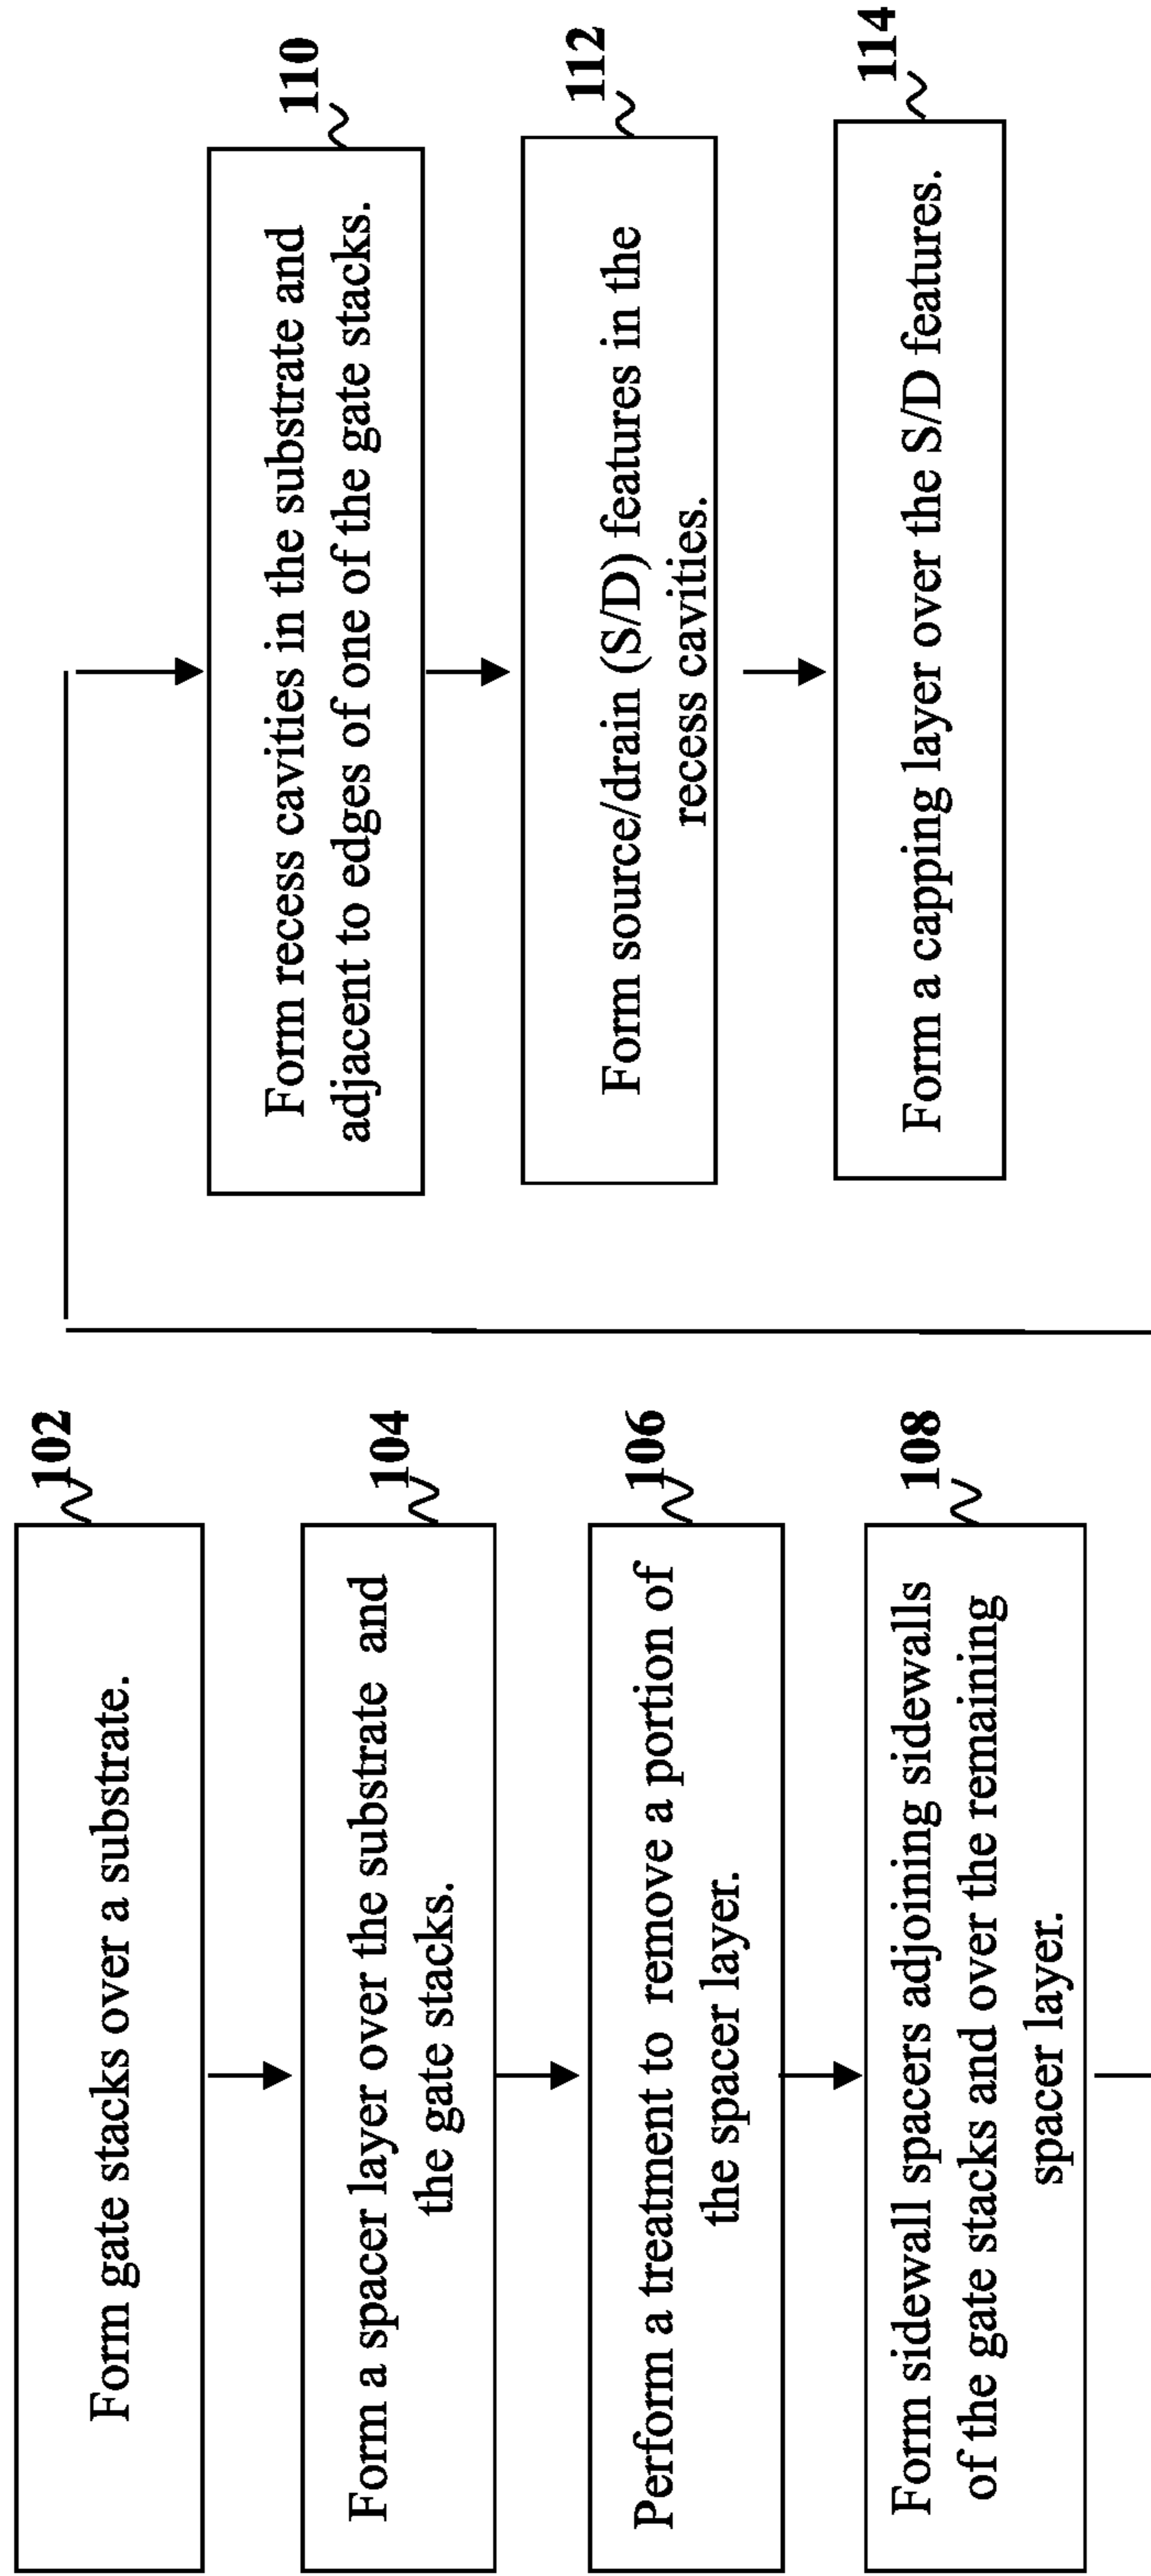 102
Form gate stacks over a substrate.
104
Form a spacer layer over the substrate and
the gate stacks.
106
Perform a treatment to remove a portion of
the spacer layer.
108
Form sidewall spacers adjoining sidewalls
of the gate stacks and over the remaining
spacer layer.
110
Form recess cavities in the substrate and
adjacent to edges of one of the gate stacks.
112
Form source/drain (S/D) features in the
recess cavities.
114
Form a capping layer over the S/D features.